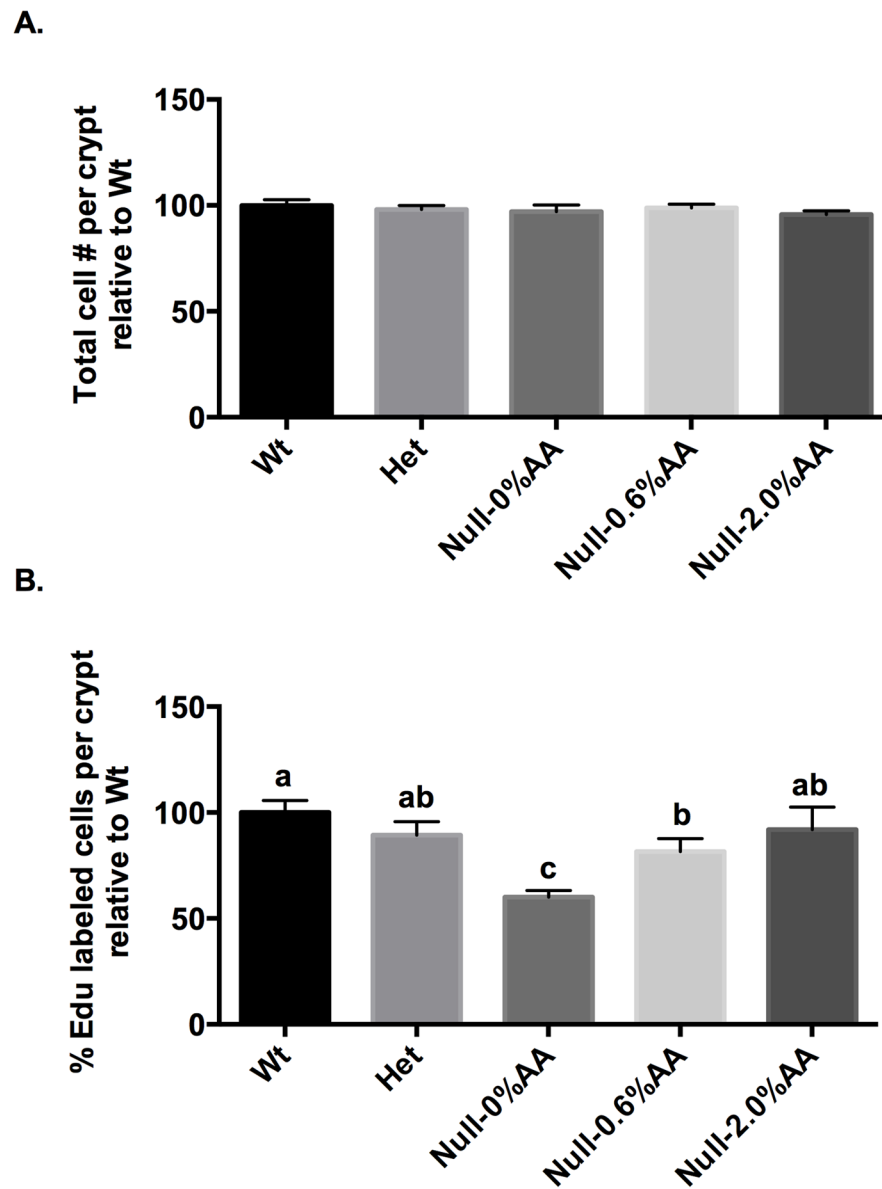 A.
Total cell # per crypt
relative to Wt
150
100
50
0
Wt
Het
Null-0%AA
Null-0.6%AA
Null-2.0%AA
B.
% Edu labeled cells per crypt
relative to Wt
150
100
50
0
a
ab
c
b
ab
Wt
Het
Null-0%AA
Null-0.6%AA
Null-2.0%AA